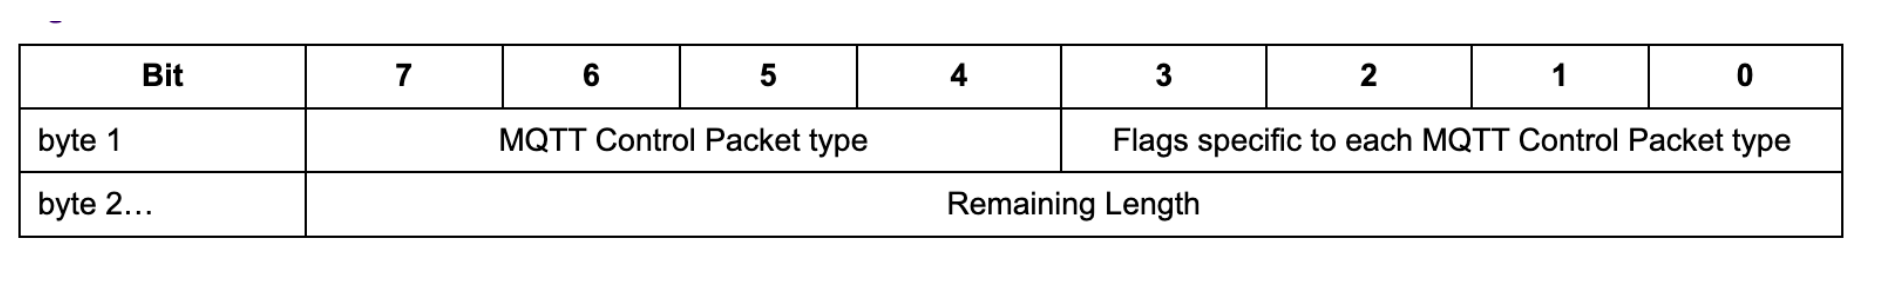 Bit 7 6 5 4 3 2 1 0
byte 1 MQTT Control Packet type Flags specific to each MQTT Control Packet type
byte 2… Remaining Length